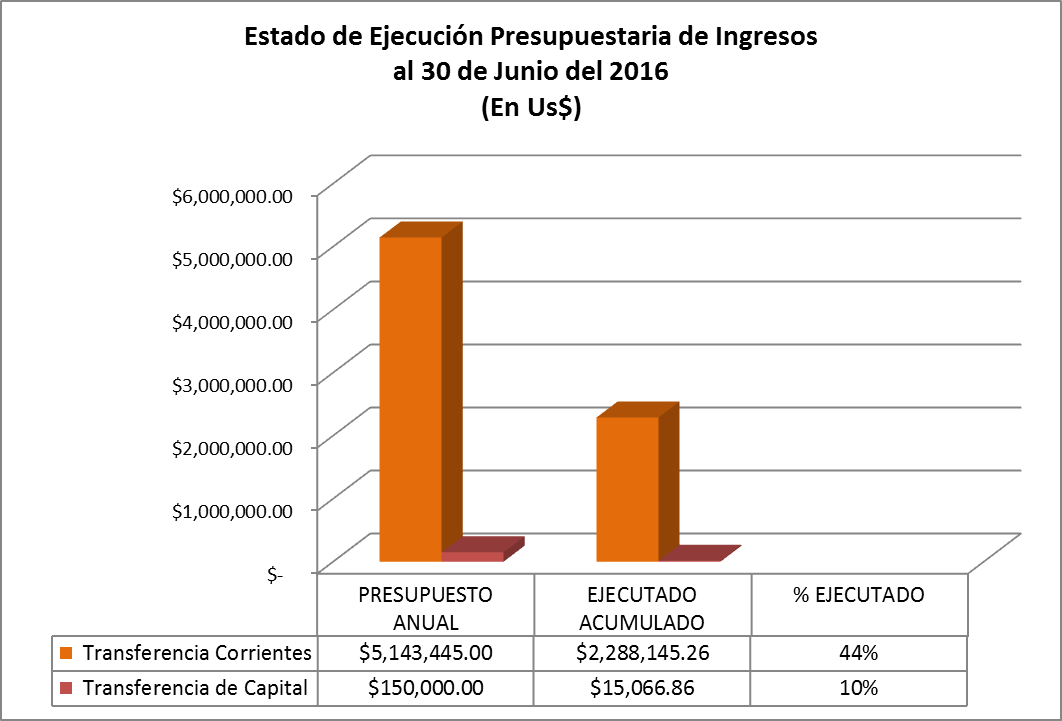 Estado de Ejecución Presupuestaria de Ingresos
al 30 de Junio del 2016
(En Us$)
$6,000,000.00
$5,000,000.00
$4,000,000.00
$3,000,000.00
$2,000,000.00
$1,000,000.00
$-
PRESUPUESTO ANUAL EJECUTADO ACUMULADO % EJECUTADO
Transferencia Corrientes $5,143,445.00 $2,288,145.26 44%
Transferencia de Capital $150,000.00 $15,066.86 10%